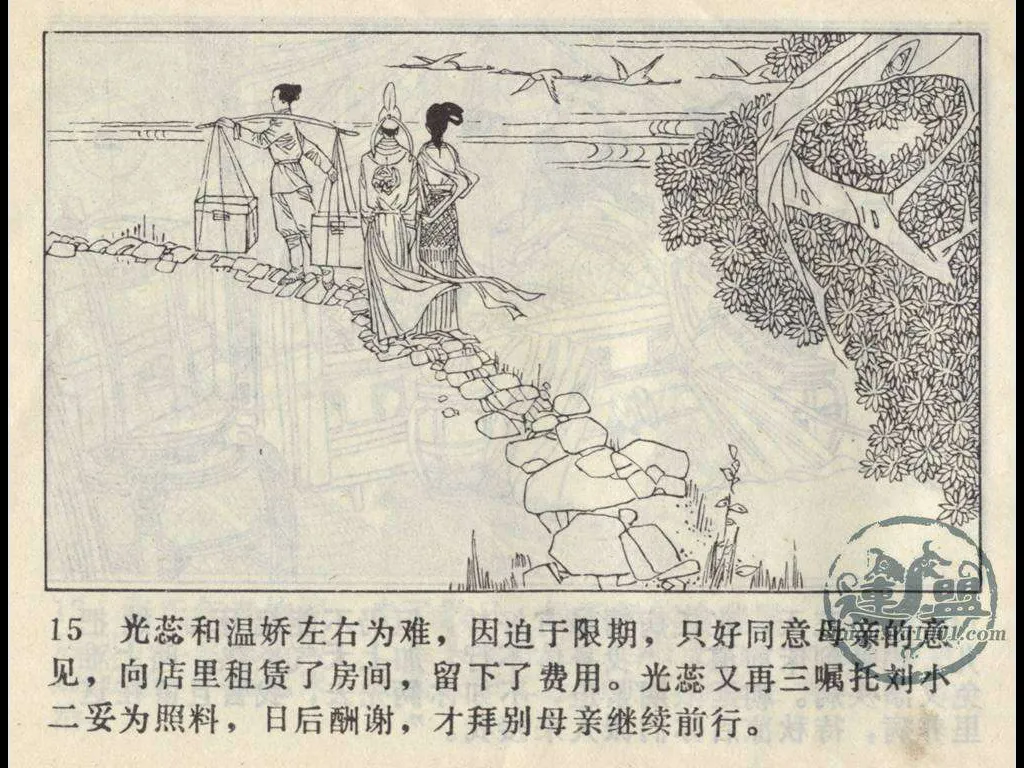 15 光蕊和温娇左右为难，因迫于限期，只好同意母亲的意
见，向店里租赁了房间，留下了费用。光蕊又再三嘱托刘小
二妥为照料，日后酬谢，才拜别母亲继续前行。
連盟